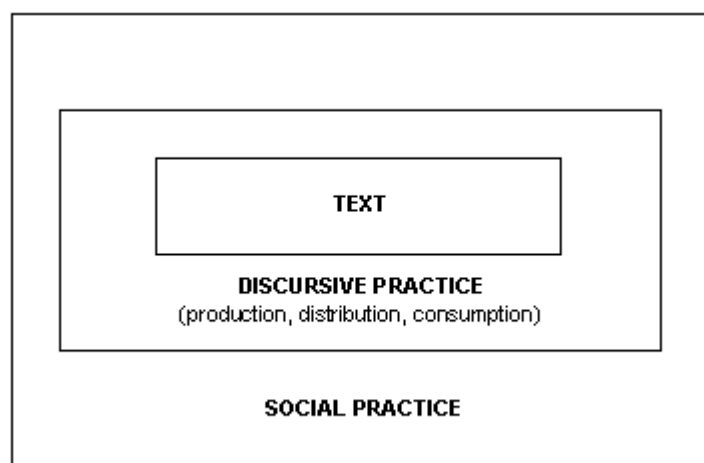 TEXT
DISCURSIVE PRACTICE
(production, distribution, consumption)
SOCIAL PRACTICE